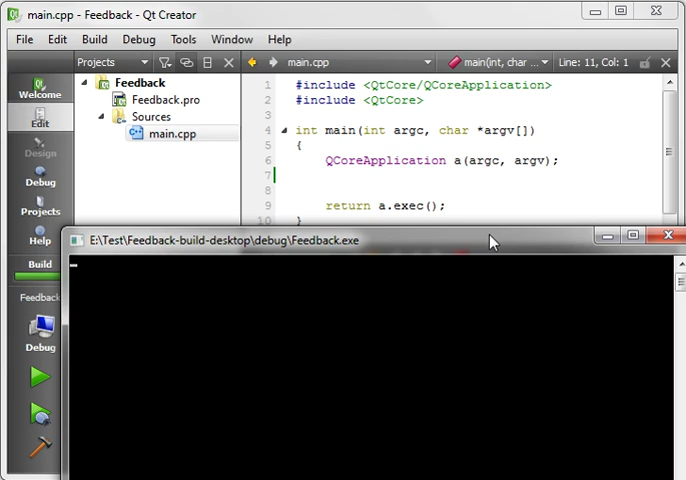 main.cpp - Feedback - Qt Creator
File Edit Build Debug Tools Window Help
Projects main.cpp main(int, char ... Line: 11, Col: 1
Welcome
Edit
Design
Debug
Projects
Help
Build
Feedback
Debug
Feedback
Feedback.pro
Sources
main.cpp
1 #include <QtCore/QCoreApplication>
2 #include <QtCore>
3
4 int main(int argc, char *argv[])
5 {
6 QCoreApplication a(argc, argv);
7
8
9 return a.exec();
10 }
E:\Test\Feedback-build-desktop\debug\Feedback.exe